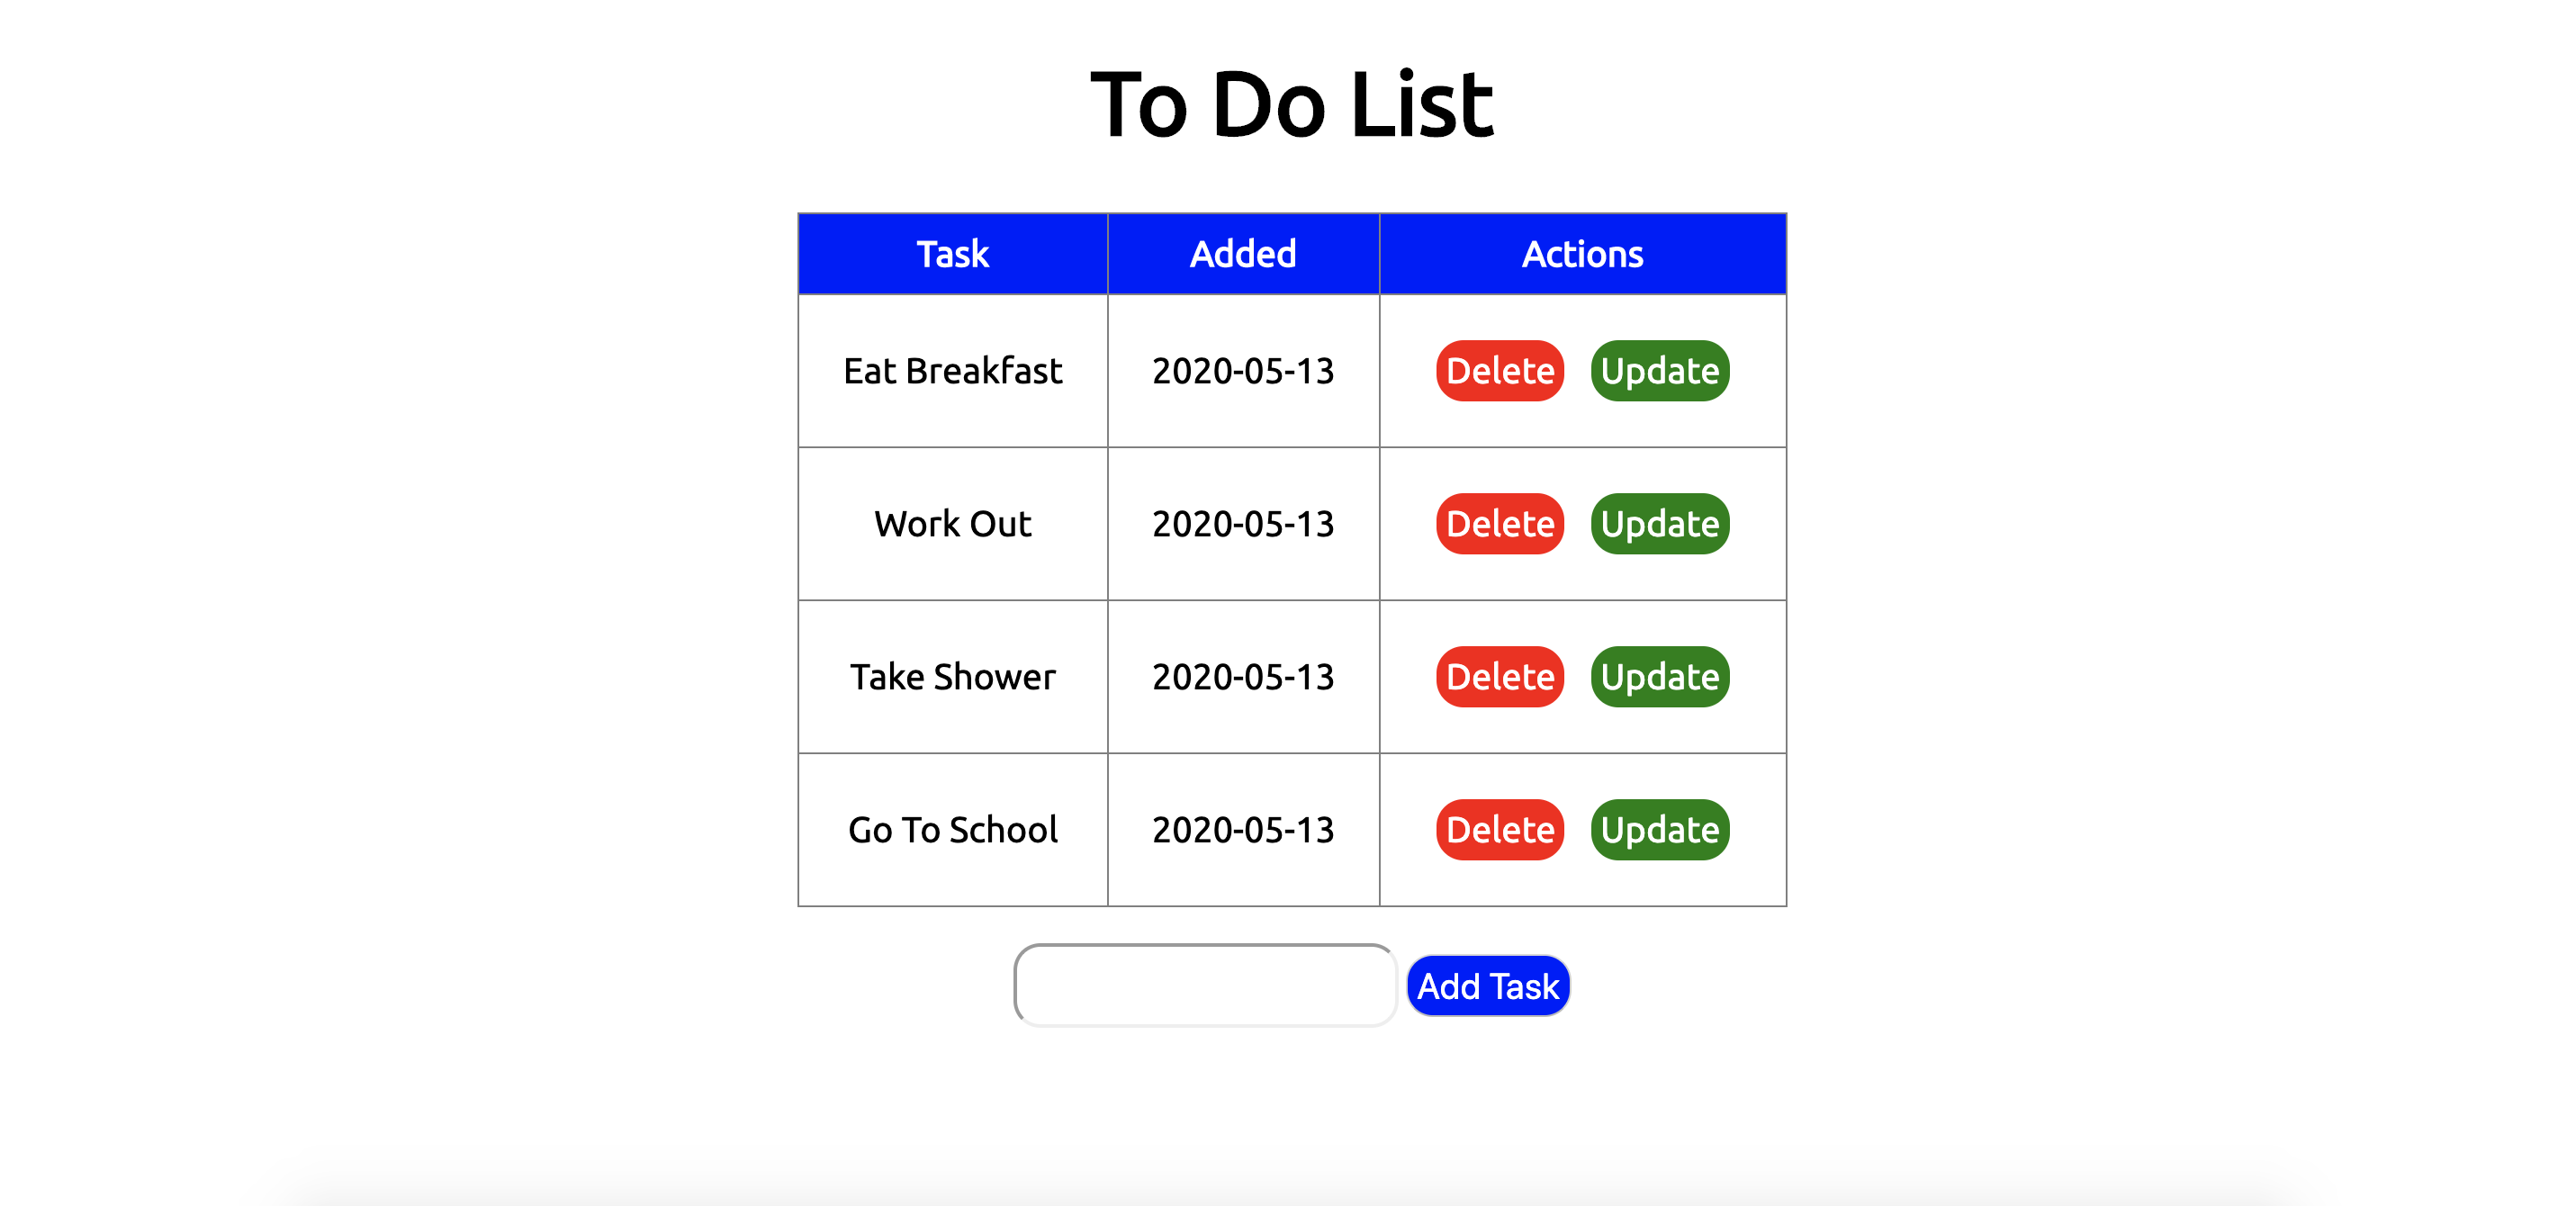 To Do List
Task Added Actions
Eat Breakfast 2020-05-13 Delete Update
Work Out 2020-05-13 Delete Update
Take Shower 2020-05-13 Delete Update
Go To School 2020-05-13 Delete Update
Add Task